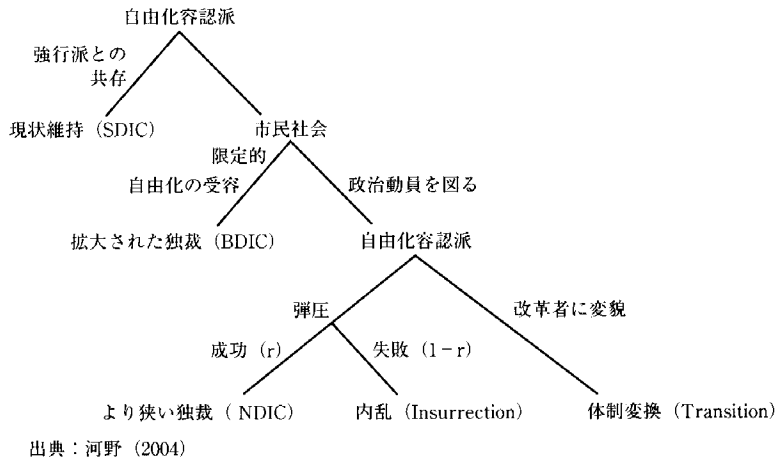 自由化容認派
強行派との
共存
現状維持（SDIC）
市民社会
限定的
自由化の受容
政治動員を図る
拡大された独裁（BDIC）
自由化容認派
弾圧
改革者に変貌
成功（r）
失敗（1－r）
より狭い独裁（NDIC）
内乱（Insurrection）
体制変換（Transition）
出典：河野（2004）